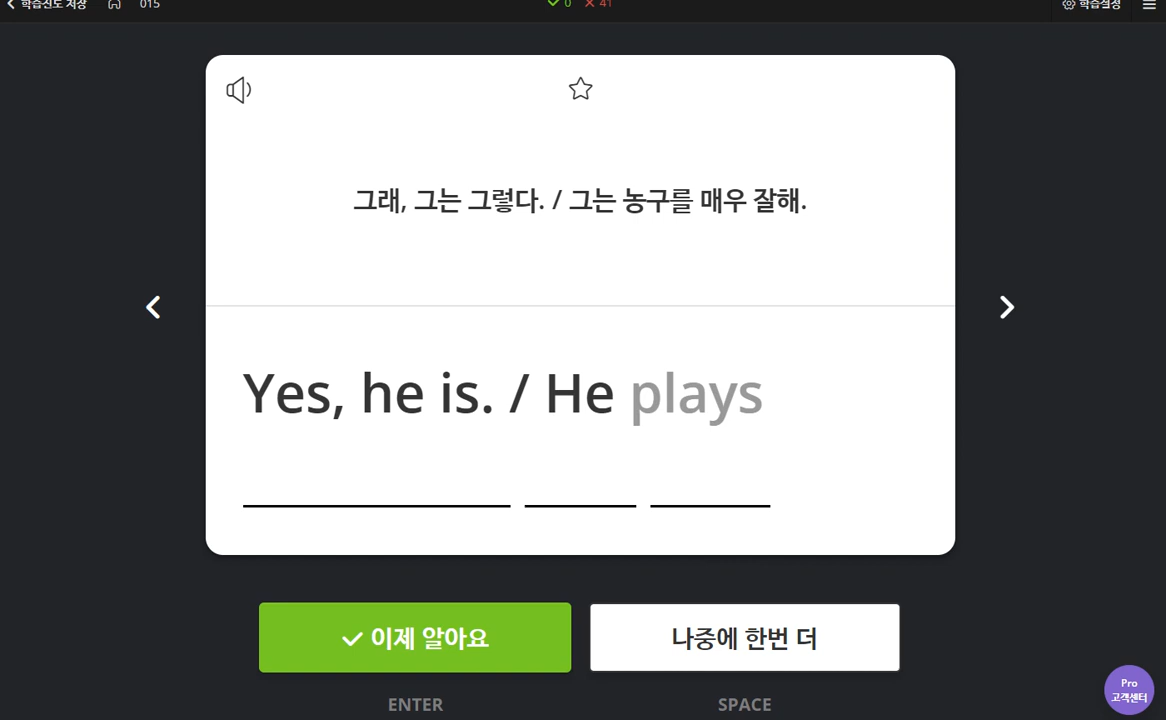 학습진도 저장 015 0 41 학습설정
그래, 그는 그렇다. / 그는 농구를 매우 잘해.
Yes, he is. / He plays
이제 알아요 나중에 한번 더
ENTER SPACE
Pro
고객센터